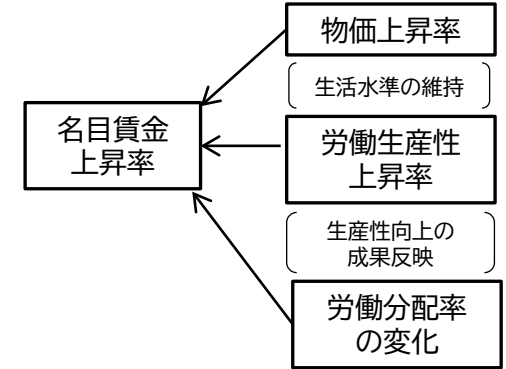 物価上昇率
生活水準の維持
名目賃金
上昇率
労働生産性
上昇率
生産性向上の
成果反映
労働分配率
の変化